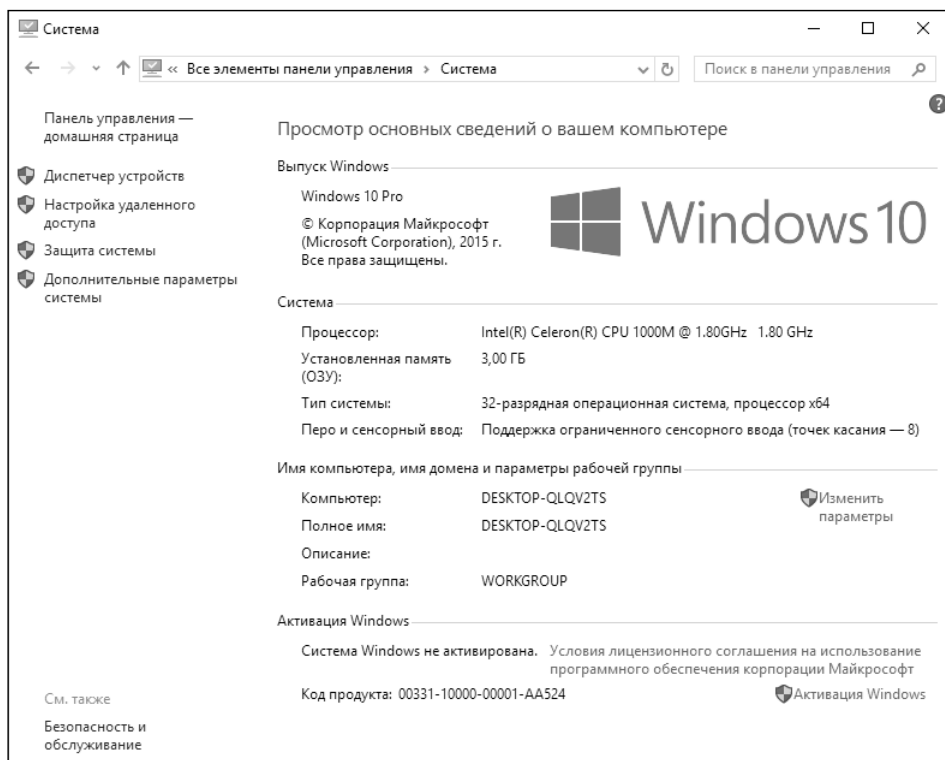 Система
« Все элементы панели управления › Система
Поиск в панели управления
?
Панель управления —
домашняя страница
Диспетчер устройств
Настройка удаленного
доступа
Защита системы
Дополнительные параметры
системы
Просмотр основных сведений о вашем компьютере
Выпуск Windows
Windows 10 Pro
© Корпорация Майкрософт
(Microsoft Corporation), 2015 г.
Все права защищены.
Windows 10
Система
Процессор: Intel(R) Celeron(R) CPU 1000M @ 1.80GHz 1.80 GHz
Установленная память 3,00 ГБ
(ОЗУ):
Тип системы: 32-разрядная операционная система, процессор x64
Перо и сенсорный ввод: Поддержка ограниченного сенсорного ввода (точек касания — 8)
Имя компьютера, имя домена и параметры рабочей группы
Компьютер: DESKTOP-QLQV2TS
Изменить
параметры
Полное имя: DESKTOP-QLQV2TS
Описание:
Рабочая группа: WORKGROUP
Активация Windows
Система Windows не активирована. Условия лицензионного соглашения на использование
программного обеспечения корпорации Майкрософт
Код продукта: 00331-10000-00001-AA524
Активация Windows
См. также
Безопасность и
обслуживание